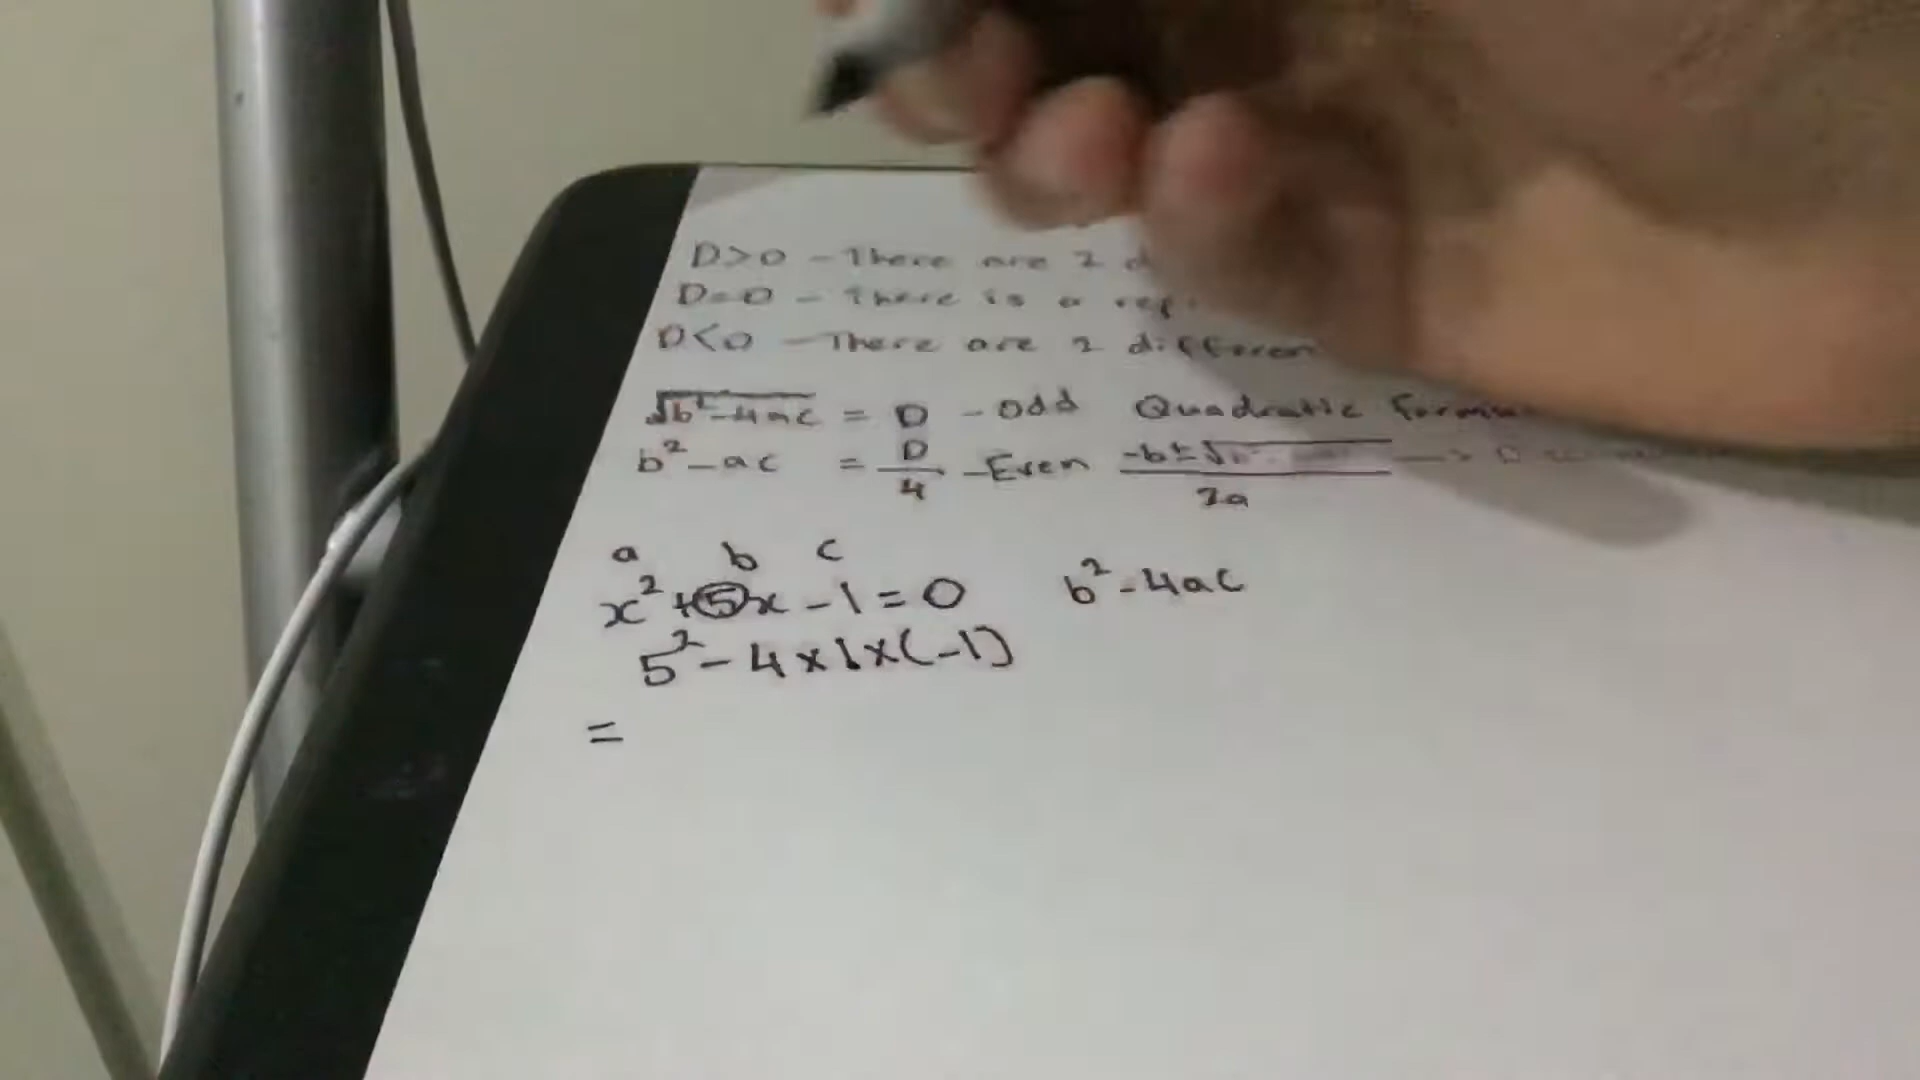 D>0 - There are 2
D=0 - There is a
D<0 - There are 2 differen
√b²-4ac = D - Odd Quadratic Formu
b²-ac = D/4 - Even -b±√ / 2a
a b c
x²+5x-1=0 b²-4ac
5²-4x1x(-1)
=